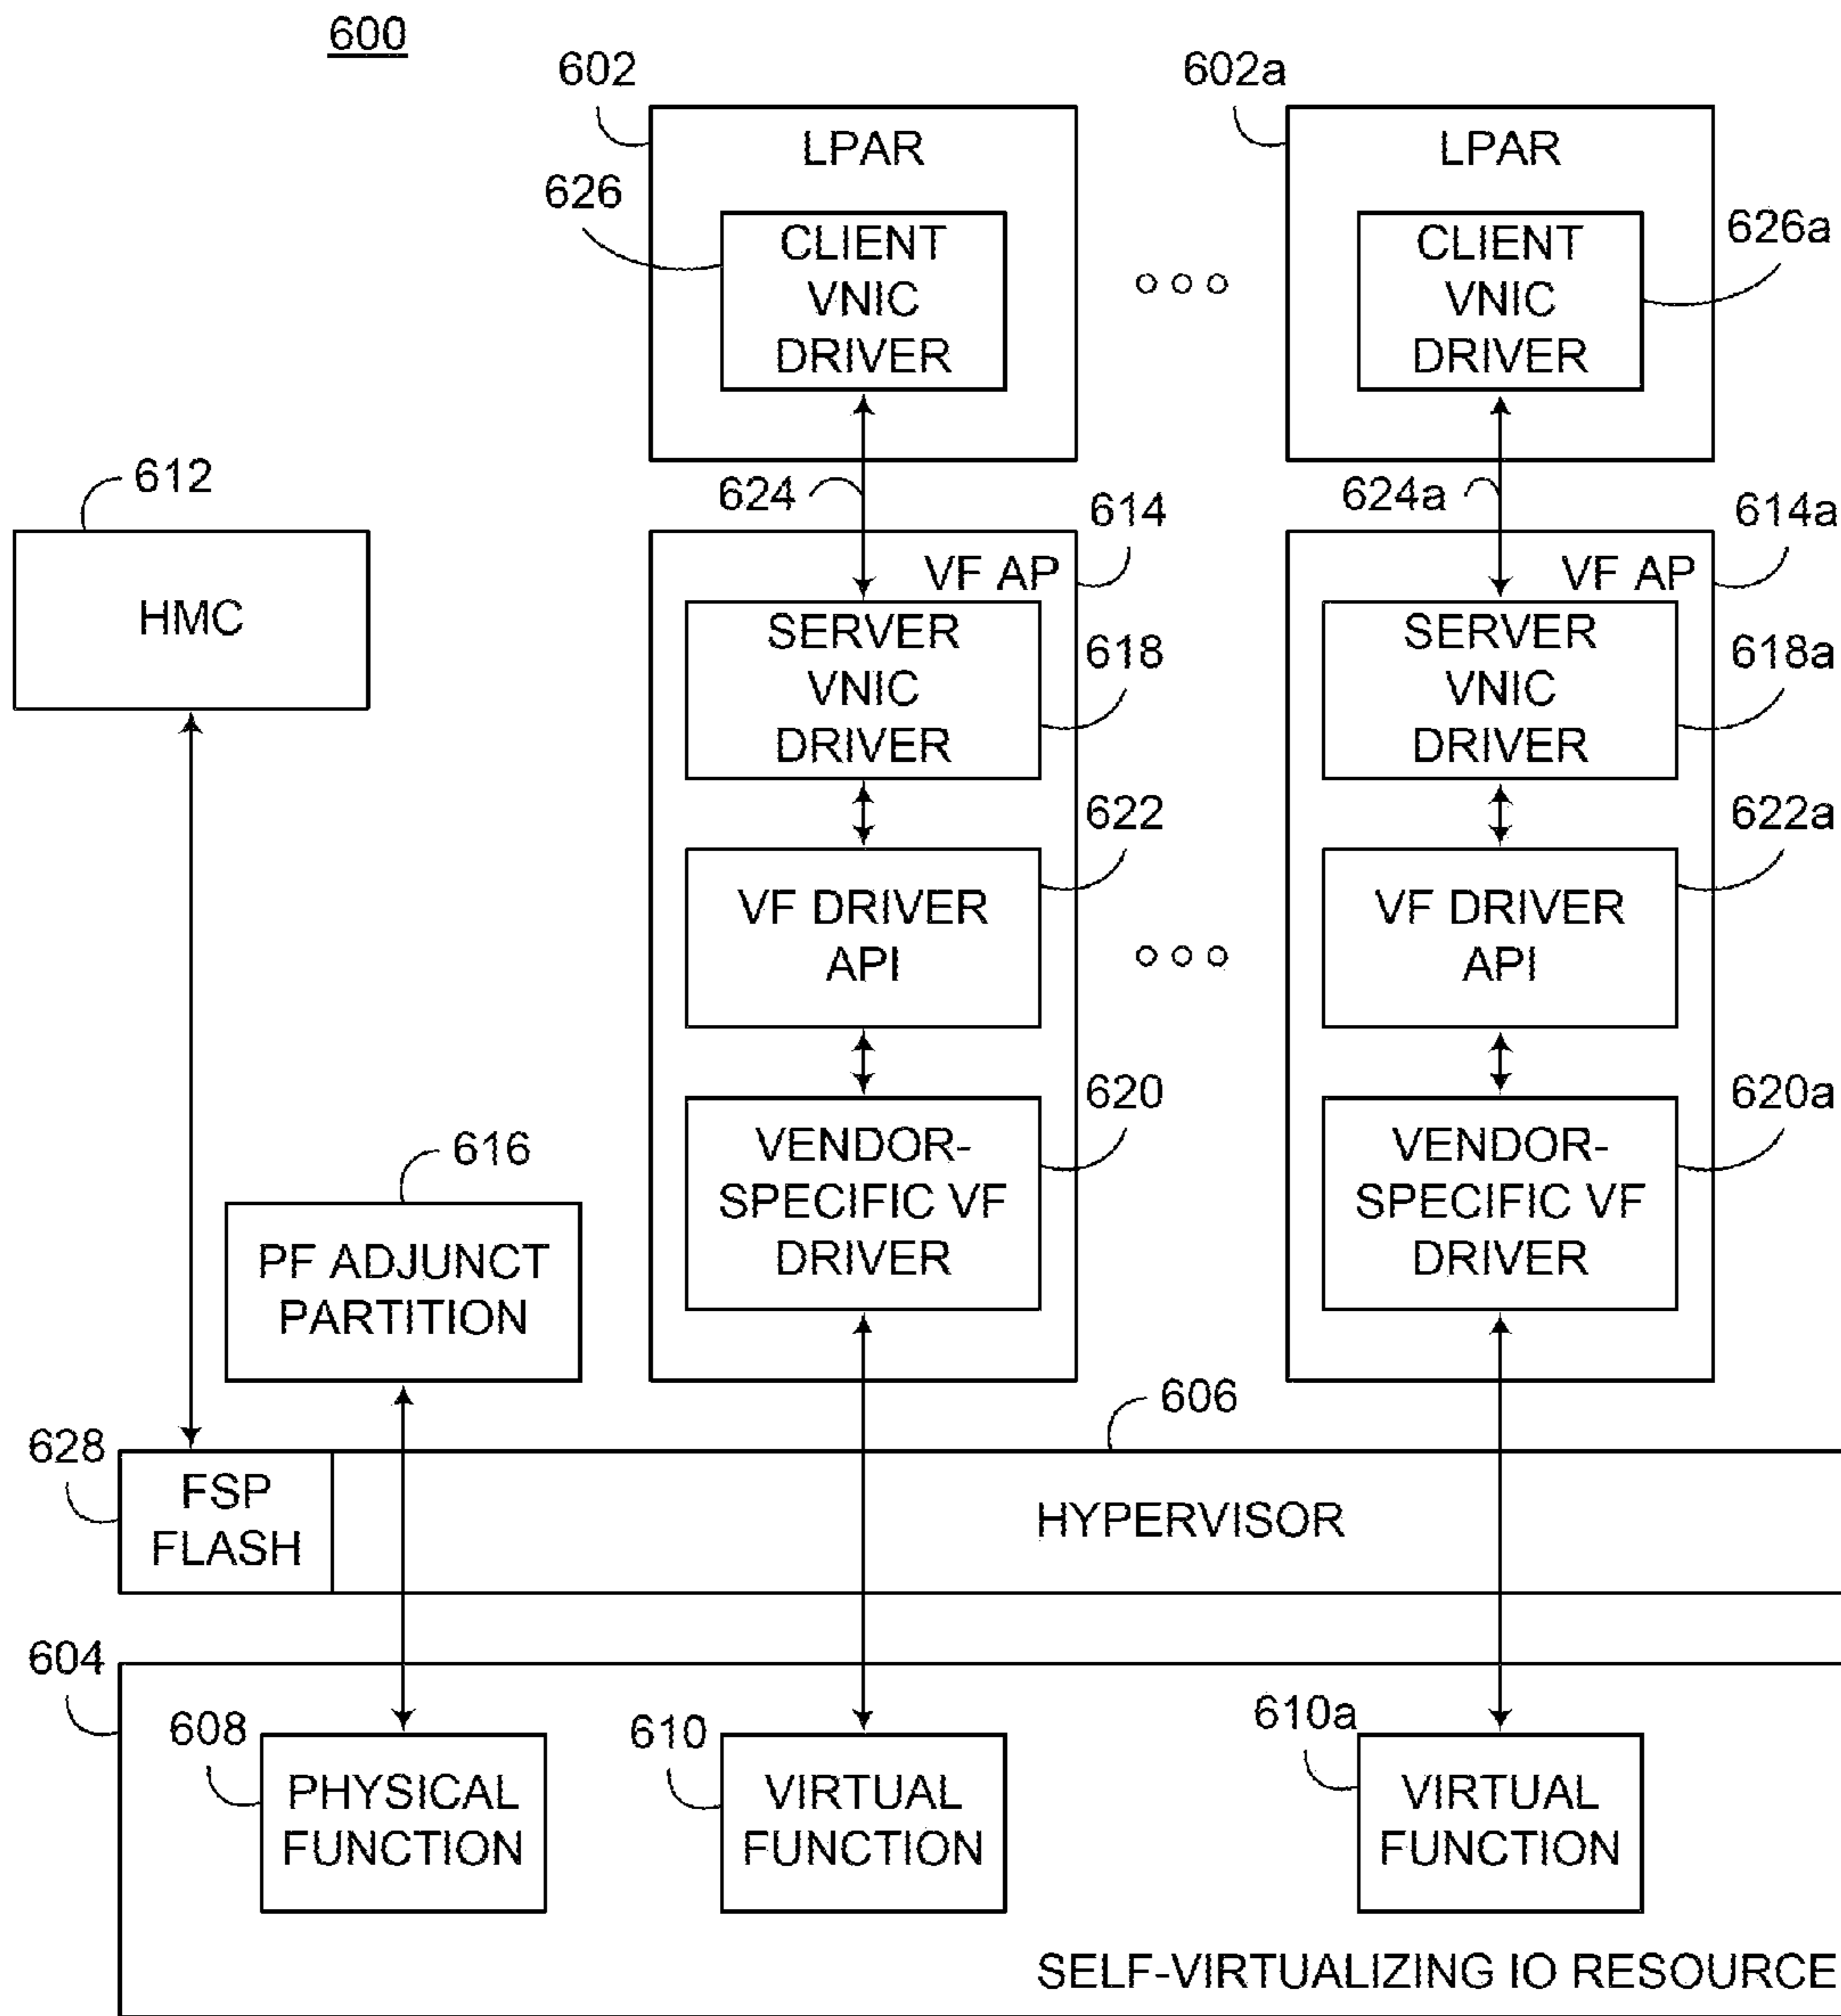 600
602
602a
LPAR
LPAR
626
CLIENT
VNIC
DRIVER
CLIENT
VNIC
DRIVER
626a
612
HMC
624
624a
614
614a
VF AP
VF AP
SERVER
VNIC
DRIVER
618
SERVER
VNIC
DRIVER
618a
622
622a
VF DRIVER
API
VF DRIVER
API
620
620a
VENDOR-
SPECIFIC VF
DRIVER
VENDOR-
SPECIFIC VF
DRIVER
616
PF ADJUNCT
PARTITION
606
628
FSP
FLASH
HYPERVISOR
604
608
PHYSICAL
FUNCTION
610
VIRTUAL
FUNCTION
610a
VIRTUAL
FUNCTION
SELF-VIRTUALIZING IO RESOURCE